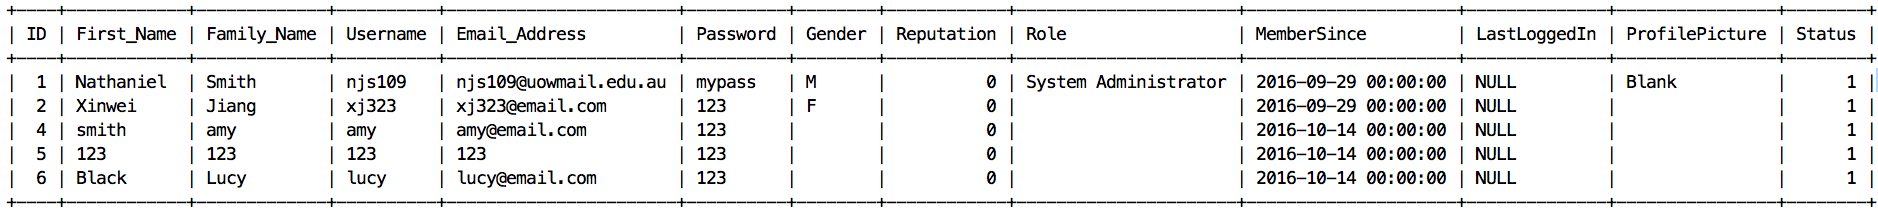 | ID | First_Name | Family_Name | Username | Email_Address | Password | Gender | Reputation | Role | MemberSince | LastLoggedIn | ProfilePicture | Status |
| 1 | Nathaniel | Smith | njs109 | njs109@uowmail.edu.au | mypass | M | 0 | System Administrator | 2016-09-29 00:00:00 | NULL | Blank | 1 |
| 2 | Xinwei | Jiang | xj323 | xj323@email.com | 123 | F | 0 | | 2016-09-29 00:00:00 | NULL | | 1 |
| 4 | smith | amy | amy | amy@email.com | 123 | | 0 | | 2016-10-14 00:00:00 | NULL | | 1 |
| 5 | 123 | 123 | 123 | 123 | 123 | | 0 | | 2016-10-14 00:00:00 | NULL | | 1 |
| 6 | Black | Lucy | lucy | lucy@email.com | 123 | | 0 | | 2016-10-14 00:00:00 | NULL | | 1 |